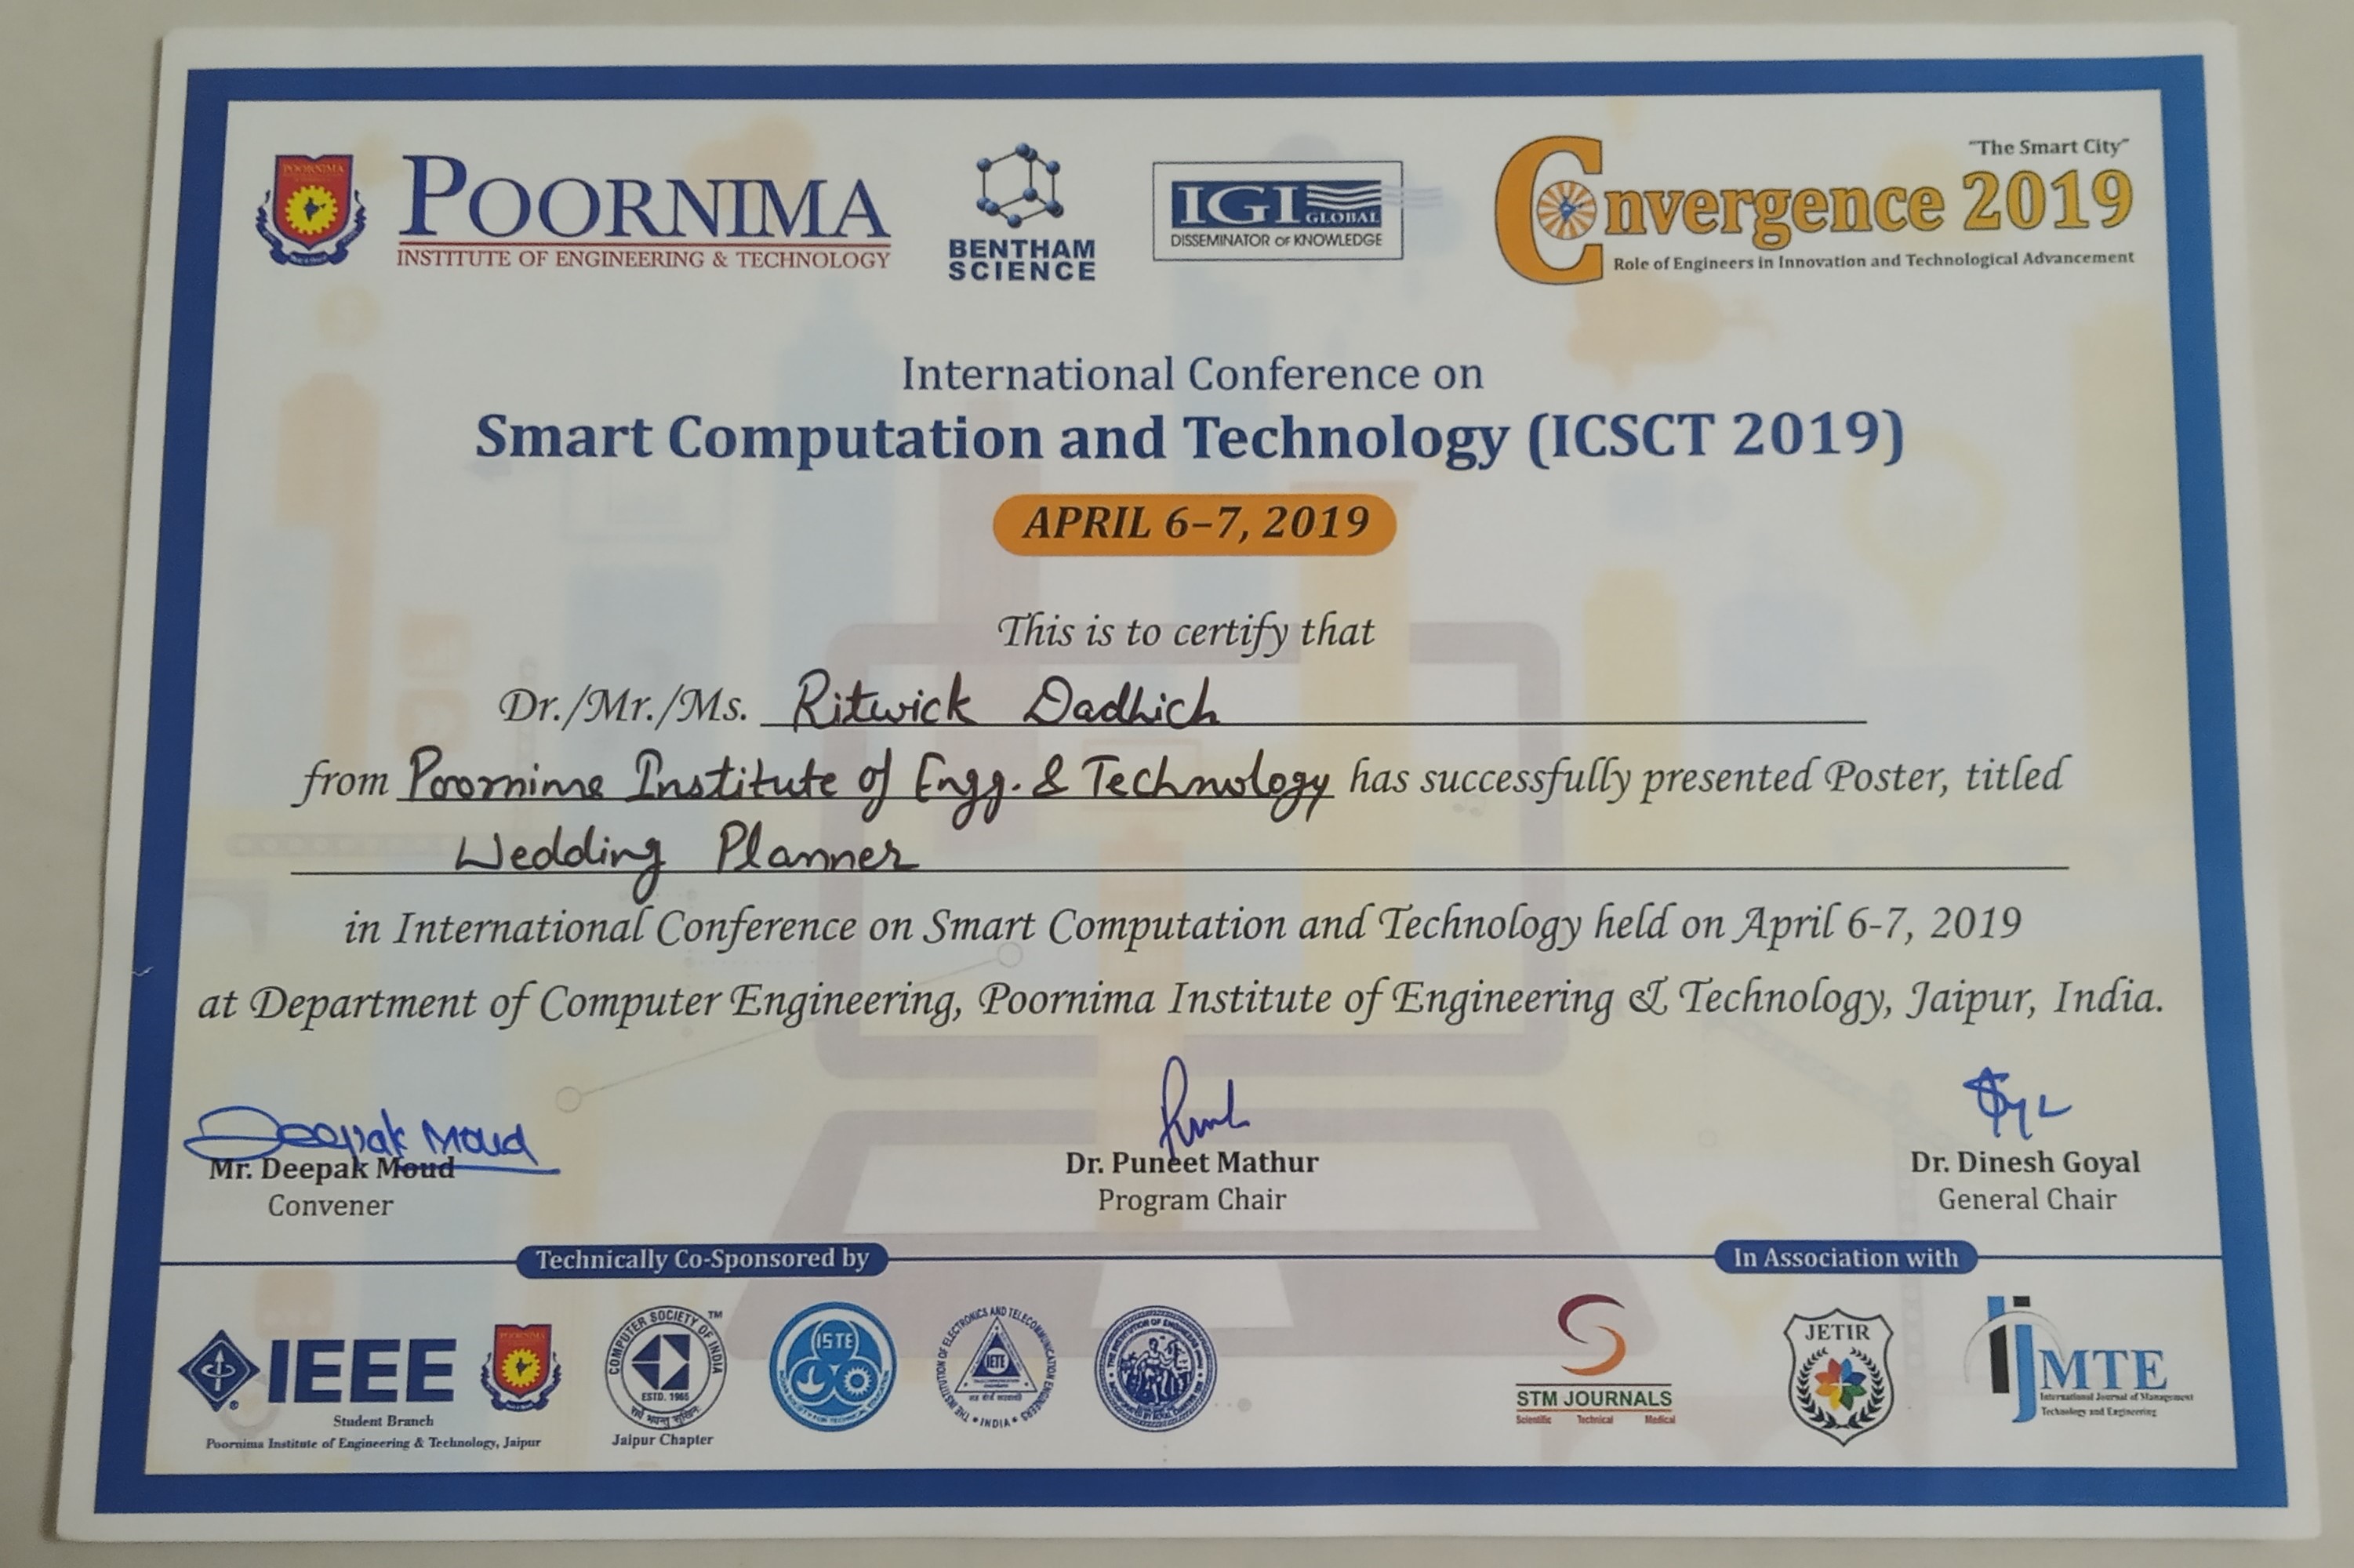 POORNIMA
INSTITUTE OF ENGINEERING & TECHNOLOGY
BENTHAM
SCIENCE
IGI GLOBAL
DISSEMINATOR OF KNOWLEDGE
"The Smart City"
Convergence 2019
Role of Engineers in Innovation and Technological Advancement
International Conference on
Smart Computation and Technology (ICSCT 2019)
APRIL 6–7, 2019
This is to certify that
Dr./Mr./Ms. Ritwick Dadhich
from Poornima Institute of Engg. & Technology has successfully presented Poster, titled
Wedding Planner
in International Conference on Smart Computation and Technology held on April 6-7, 2019
at Department of Computer Engineering, Poornima Institute of Engineering & Technology, Jaipur, India.
Deepak Moud
Mr. Deepak Moud
Convener
Dr. Puneet Mathur
Program Chair
Dr. Dinesh Goyal
General Chair
Technically Co-Sponsored by
In Association with
IEEE
Student Branch
Poornima Institute of Engineering & Technology, Jaipur
COMPUTER SOCIETY OF INDIA TM
ESTD. 1965
Jaipur Chapter
ISTE
THE INSTITUTION OF ELECTRONICS AND TELECOMMUNICATION ENGINEERS
IETE
INDIA
STM JOURNALS
Scientific Technical Medical
JETIR
IJMTE
International Journal of Management
Technology and Engineering